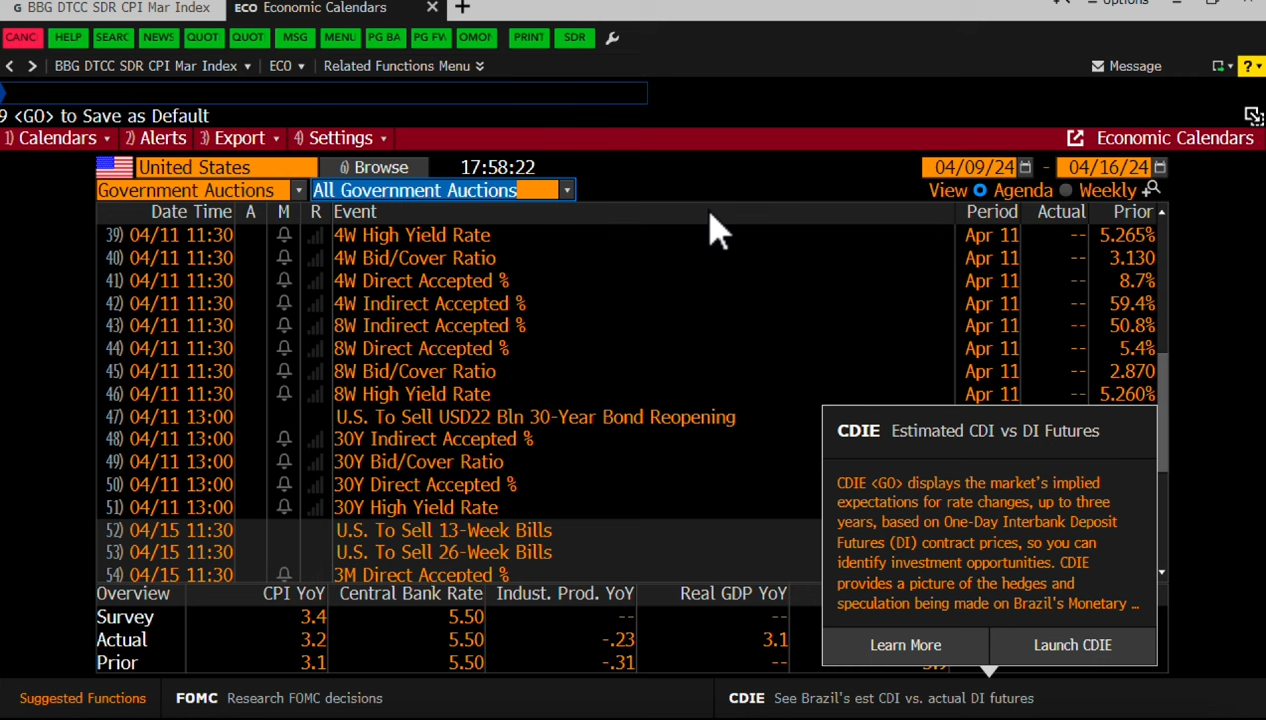 G BBG DTCC SDR CPI Mar Index ECO Economic Calendars
CANC HELP SEARC NEWS QUOT QUOT MSG MENU PG BA PG FW OMON PRINT SDR
BBG DTCC SDR CPI Mar Index ECO Related Functions Menu Message ?
9 <GO> to Save as Default
1) Calendars 2) Alerts 3) Export 4) Settings Economic Calendars
United States 6) Browse 17:58:22 04/09/24 - 04/16/24
Government Auctions All Government Auctions View Agenda Weekly
Date Time A M R Event Period Actual Prior
39) 04/11 11:30 4W High Yield Rate Apr 11 -- 5.265%
40) 04/11 11:30 4W Bid/Cover Ratio Apr 11 -- 3.130
41) 04/11 11:30 4W Direct Accepted % Apr 11 -- 8.7%
42) 04/11 11:30 4W Indirect Accepted % Apr 11 -- 59.4%
43) 04/11 11:30 8W Indirect Accepted % Apr 11 -- 50.8%
44) 04/11 11:30 8W Direct Accepted % Apr 11 -- 5.4%
45) 04/11 11:30 8W Bid/Cover Ratio Apr 11 -- 2.870
46) 04/11 11:30 8W High Yield Rate Apr 11 -- 5.260%
47) 04/11 13:00 U.S. To Sell USD22 Bln 30-Year Bond Reopening
48) 04/11 13:00 30Y Indirect Accepted %
49) 04/11 13:00 30Y Bid/Cover Ratio
50) 04/11 13:00 30Y Direct Accepted %
51) 04/11 13:00 30Y High Yield Rate
52) 04/15 11:30 U.S. To Sell 13-Week Bills
53) 04/15 11:30 U.S. To Sell 26-Week Bills
54) 04/15 11:30 3M Direct Accepted %
CDIE Estimated CDI vs DI Futures
CDIE <GO> displays the market's implied
expectations for rate changes, up to three
years, based on One-Day Interbank Deposit
Futures (DI) contract prices, so you can
identify investment opportunities. CDIE
provides a picture of the hedges and
speculation being made on Brazil's Monetary ...
Learn More Launch CDIE
Overview CPI YoY Central Bank Rate Indust. Prod. YoY Real GDP YoY
Survey 3.4 5.50 -- --
Actual 3.2 5.50 -.23 3.1
Prior 3.1 5.50 -.31 --
Suggested Functions FOMC Research FOMC decisions CDIE See Brazil's est CDI vs. actual DI futures